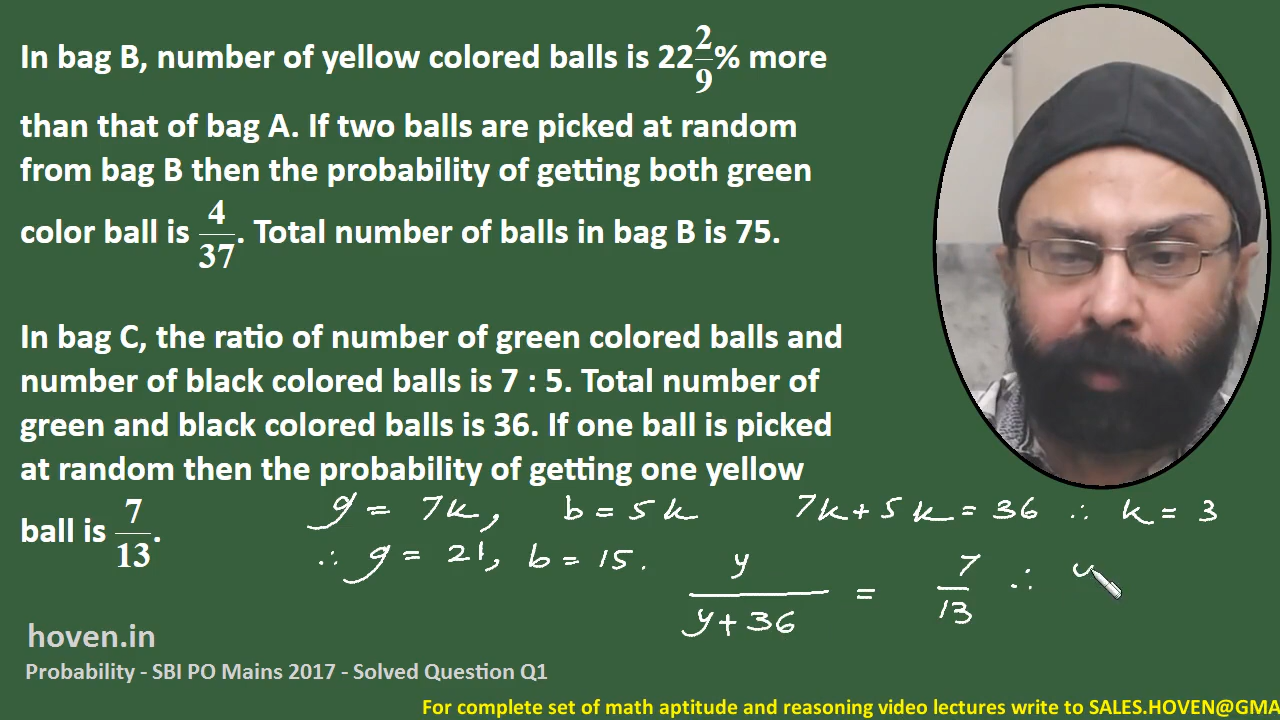 In bag B, number of yellow colored balls is 22 2/9% more
than that of bag A. If two balls are picked at random
from bag B then the probability of getting both green
color ball is 4/37. Total number of balls in bag B is 75.
In bag C, the ratio of number of green colored balls and
number of black colored balls is 7 : 5. Total number of
green and black colored balls is 36. If one ball is picked
at random then the probability of getting one yellow
ball is 7/13.
g = 7k, b = 5k 7k + 5k = 36 ∴ k = 3
∴ g = 21, b = 15. y/(y + 36) = 7/13 ∴
hoven.in
Probability - SBI PO Mains 2017 - Solved Question Q1
For complete set of math aptitude and reasoning video lectures write to SALES.HOVEN@GMA